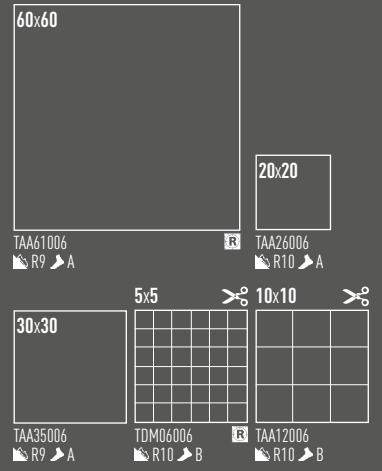 60x60
20x20
TAA61006 R
R9 A
TAA26006
R10 A
5x5
10x10
30x30
TAA35006
R9 A
TDM06006 R
R10 B
TAA12006
R10 B